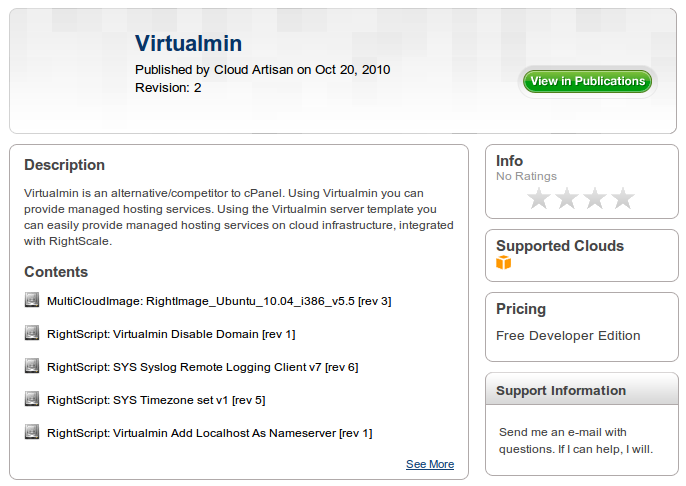 Virtualmin
Published by Cloud Artisan on Oct 20, 2010
Revision: 2
View in Publications
Description
Virtualmin is an alternative/competitor to cPanel. Using Virtualmin you can
provide managed hosting services. Using the Virtualmin server template you
can easily provide managed hosting services on cloud infrastructure, integrated
with RightScale.
Contents
MultiCloudImage: RightImage_Ubuntu_10.04_i386_v5.5 [rev 3]
RightScript: Virtualmin Disable Domain [rev 1]
RightScript: SYS Syslog Remote Logging Client v7 [rev 6]
RightScript: SYS Timezone set v1 [rev 5]
RightScript: Virtualmin Add Localhost As Nameserver [rev 1]
See More
Info
No Ratings
Supported Clouds
Pricing
Free Developer Edition
Support Information
Send me an e-mail with
questions. If I can help, I will.